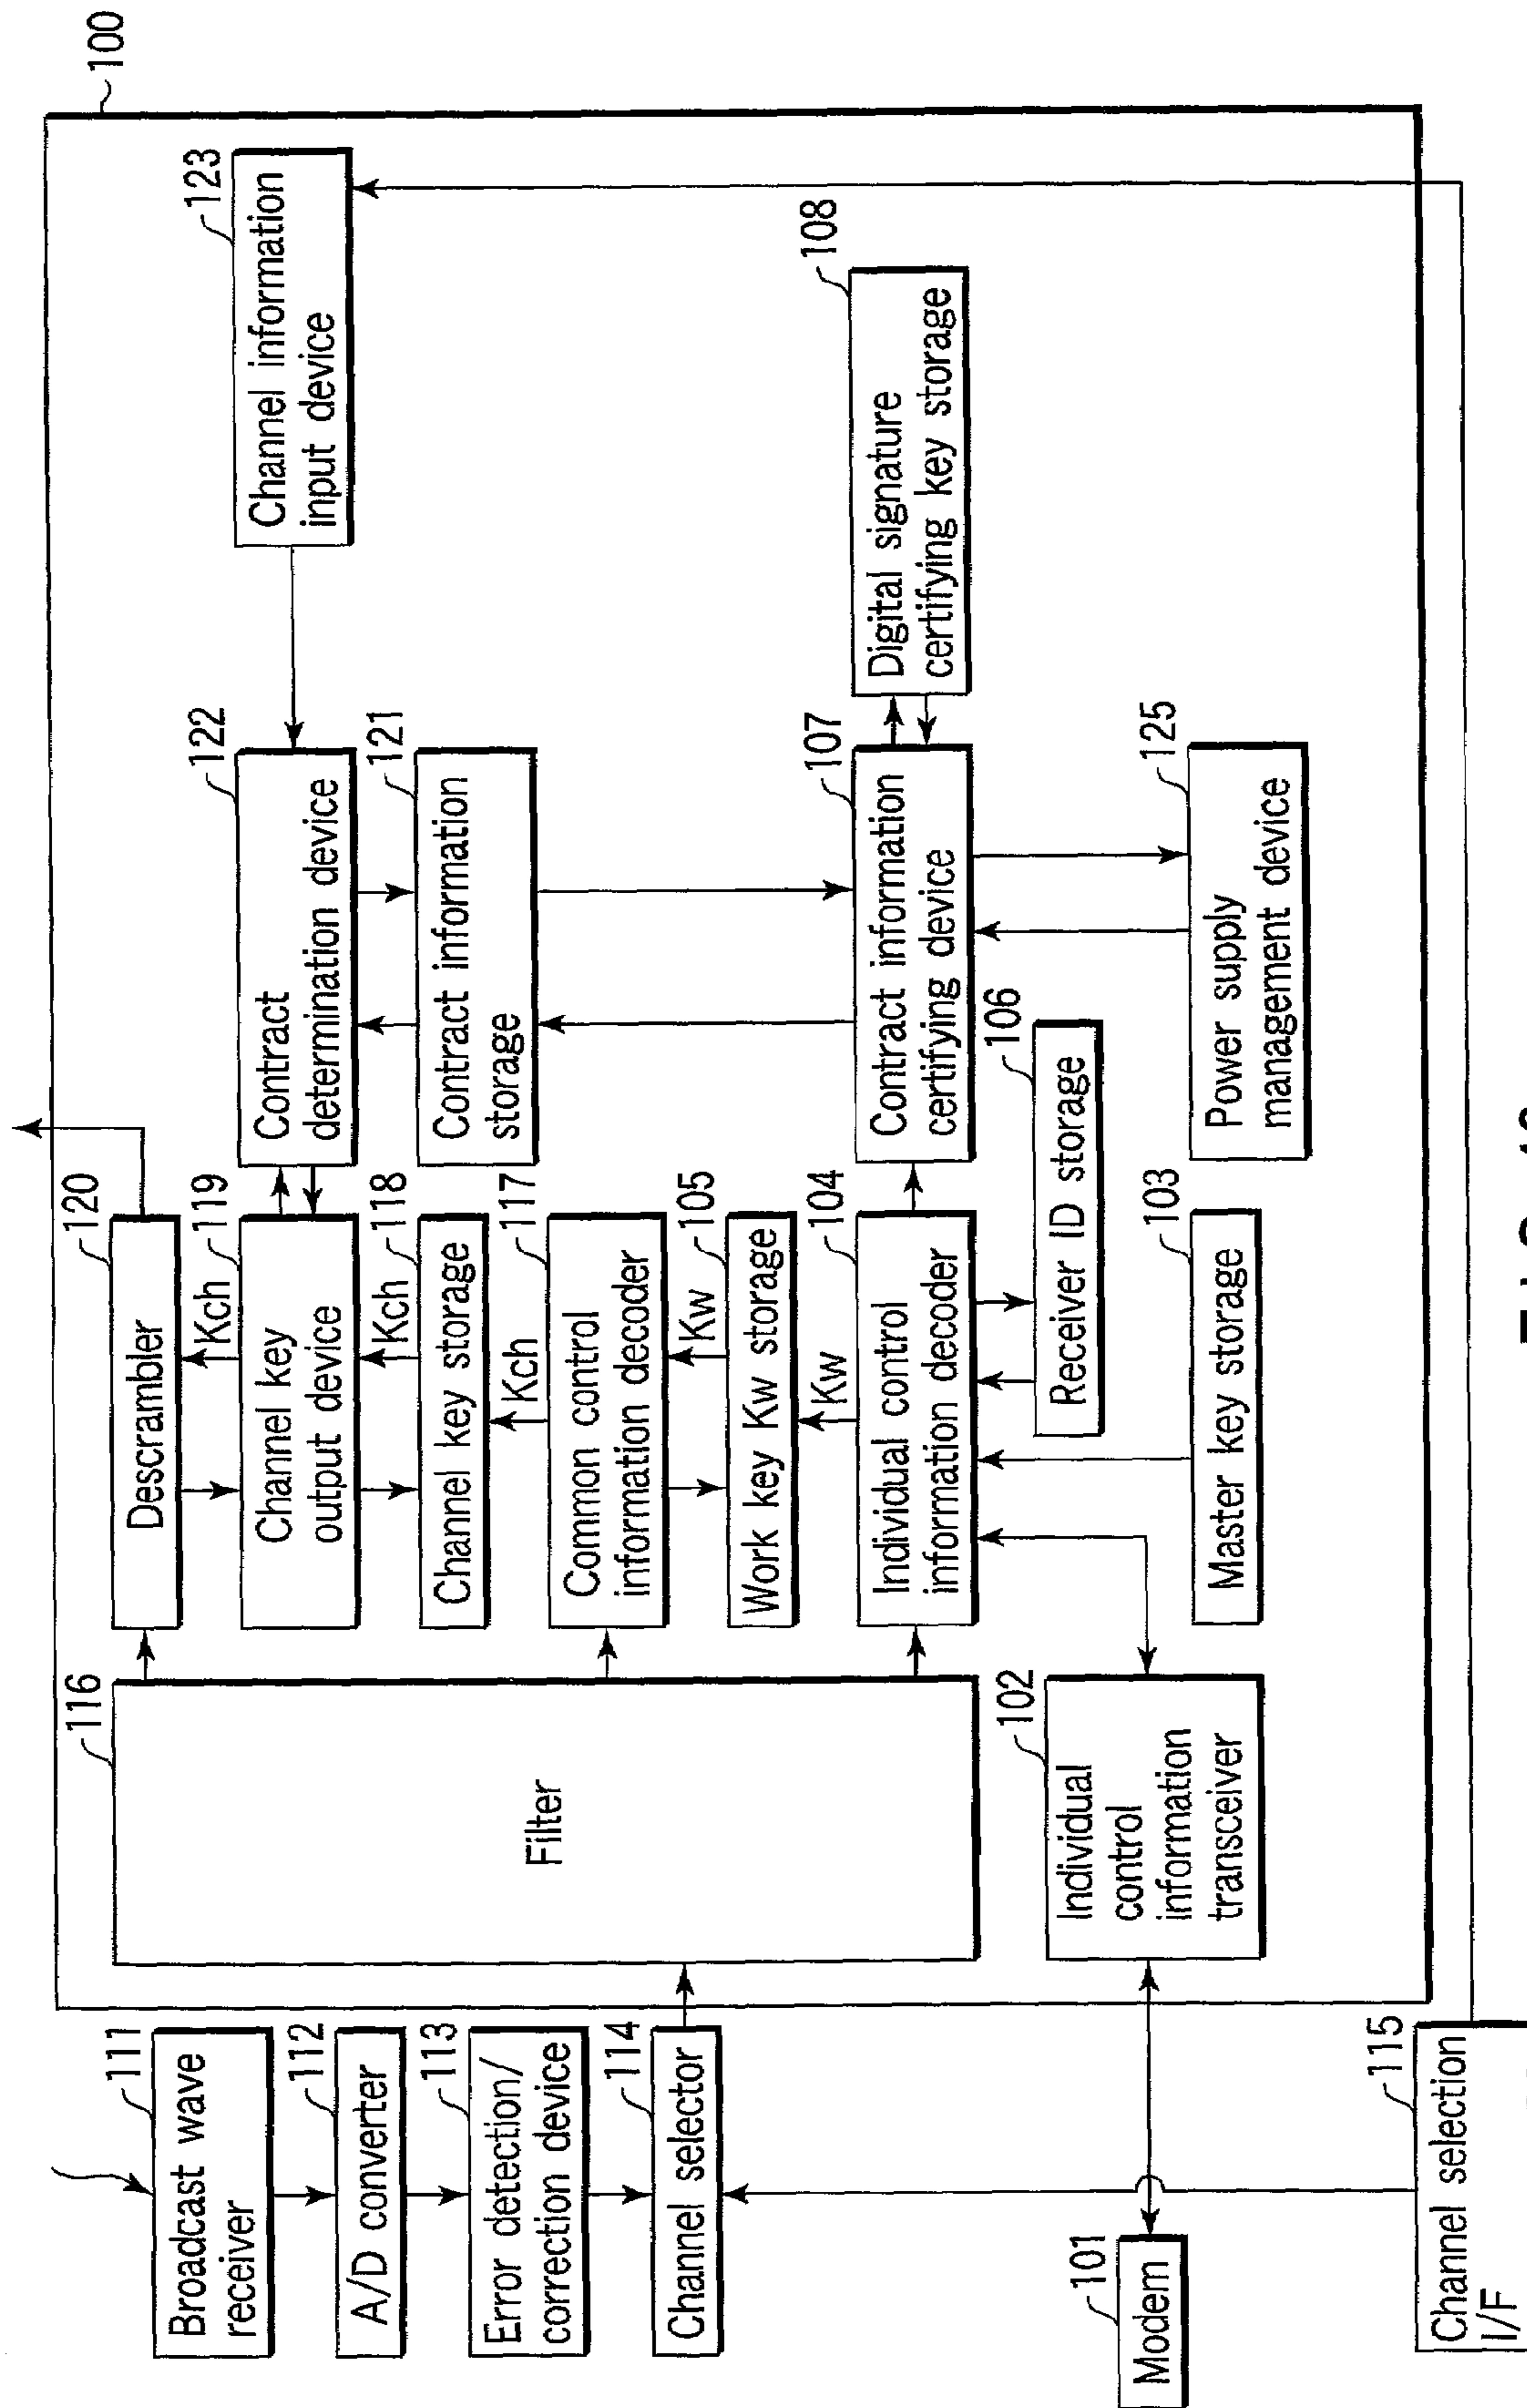 100
111
Broadcast wave
receiver
112
A/D converter
113
Error detection/
correction device
114
Channel selector
101
Modem
115
Channel selection
I/F
116
Filter
102
Individual
control
information
transceiver
120
Descrambler
Kch
119
Channel key
output device
Kch
118
Channel key storage
Kch
117
Common control
information decoder
Kw
105
Work key Kw storage
Kw
104
Individual control
information decoder
106
Receiver ID storage
103
Master key storage
122
Contract
determination device
121
Contract information
storage
107
Contract information
certifying device
125
Power supply
management device
123
Channel information
input device
108
Digital signature
certifying key storage